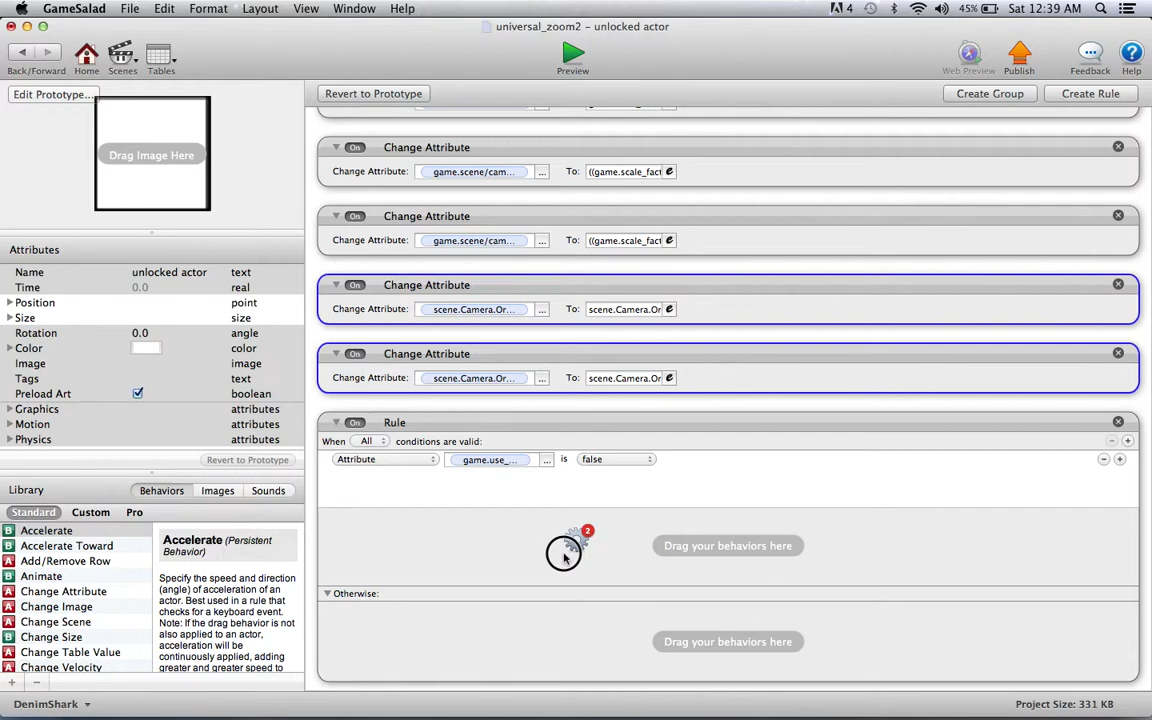 GameSalad File Edit Format Layout View Window Help 4 45% Sat 12:39 AM
universal_zoom2 – unlocked actor
Back/Forward Home Scenes Tables Preview Web Preview Publish Feedback Help
Edit Prototype... Revert to Prototype Create Group Create Rule
Drag Image Here
Change Attribute
Change Attribute: game.scene/cam... ... To: ((game.scale_fact e
Change Attribute
Change Attribute: game.scene/cam... ... To: ((game.scale_fact e
Attributes
Name unlocked actor text
Time 0.0 real
Position point
Size size
Rotation 0.0 angle
Color color
Image image
Tags text
Preload Art boolean
Graphics attributes
Motion attributes
Physics attributes
Revert to Prototype
Change Attribute
Change Attribute: scene.Camera.Or... ... To: scene.Camera.Or e
Change Attribute
Change Attribute: scene.Camera.Or... ... To: scene.Camera.Or e
On Rule
When All conditions are valid:
Attribute game.use_... ... is false
2
Drag your behaviors here
Otherwise:
Drag your behaviors here
Library Behaviors Images Sounds
Standard Custom Pro
B Accelerate
B Accelerate Toward
A Add/Remove Row
B Animate
A Change Attribute
A Change Image
A Change Scene
B Change Size
A Change Table Value
A Change Velocity
Accelerate (Persistent
Behavior)
Specify the speed and direction
(angle) of acceleration of an
actor. Best used in a rule that
checks for a keyboard event.
Note: If the drag behavior is not
also applied to an actor,
acceleration will be
continuously applied, adding
greater and greater speed to
DenimShark Project Size: 331 KB